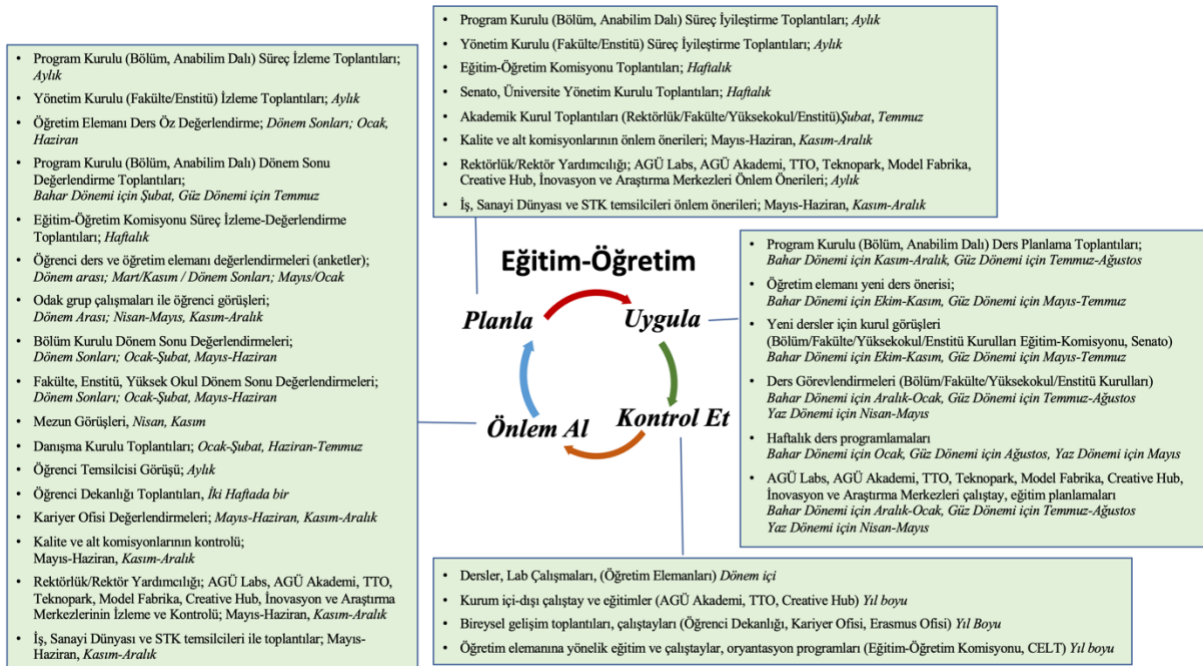 • Program Kurulu (Bölüm, Anabilim Dalı) Süreç İyileştirme Toplantıları; Aylık
• Yönetim Kurulu (Fakülte/Enstitü) Süreç İyileştirme Toplantıları; Aylık
• Eğitim-Öğretim Komisyonu Toplantıları; Haftalık
• Senato, Üniversite Yönetim Kurulu Toplantıları; Haftalık
• Akademik Kurul Toplantıları (Rektörlük/Fakülte/Yüksekokul/Enstitü)Şubat, Temmuz
• Kalite ve alt komisyonlarının önlem önerileri; Mayıs-Haziran, Kasım-Aralık
• Rektörlük/Rektör Yardımcılığı; AGÜ Labs, AGÜ Akademi, TTO, Teknopark, Model Fabrika,
Creative Hub, İnovasyon ve Araştırma Merkezleri Önlem Önerileri; Aylık
• İş, Sanayi Dünyası ve STK temsilcileri önlem önerileri; Mayıs-Haziran, Kasım-Aralık
• Program Kurulu (Bölüm, Anabilim Dalı) Süreç İzleme Toplantıları;
Aylık
• Yönetim Kurulu (Fakülte/Enstitü) İzleme Toplantıları; Aylık
• Öğretim Elemanı Ders Öz Değerlendirme; Dönem Sonları; Ocak,
Haziran
• Program Kurulu (Bölüm, Anabilim Dalı) Dönem Sonu
Değerlendirme Toplantıları;
Bahar Dönemi için Şubat, Güz Dönemi için Temmuz
• Eğitim-Öğretim Komisyonu Süreç İzleme-Değerlendirme
Toplantıları; Haftalık
• Öğrenci ders ve öğretim elemanı değerlendirmeleri (anketler);
Dönem arası; Mart/Kasım / Dönem Sonları; Mayıs/Ocak
• Odak grup çalışmaları ile öğrenci görüşleri;
Dönem Arası; Nisan-Mayıs, Kasım-Aralık
• Bölüm Kurulu Dönem Sonu Değerlendirmeleri;
Dönem Sonları; Ocak-Şubat, Mayıs-Haziran
• Fakülte, Enstitü, Yüksek Okul Dönem Sonu Değerlendirmeleri;
Dönem Sonları; Ocak-Şubat, Mayıs-Haziran
• Mezun Görüşleri, Nisan, Kasım
• Danışma Kurulu Toplantıları; Ocak-Şubat, Haziran-Temmuz
• Öğrenci Temsilcisi Görüşü; Aylık
• Öğrenci Dekanlığı Toplantıları, İki Haftada bir
• Kariyer Ofisi Değerlendirmeleri; Mayıs-Haziran, Kasım-Aralık
• Kalite ve alt komisyonlarının kontrolü;
Mayıs-Haziran, Kasım-Aralık
• Rektörlük/Rektör Yardımcılığı; AGÜ Labs, AGÜ Akademi, TTO,
Teknopark, Model Fabrika, Creative Hub, İnovasyon ve Araştırma
Merkezlerinin İzleme ve Kontrolü; Mayıs-Haziran, Kasım-Aralık
• İş, Sanayi Dünyası ve STK temsilcileri ile toplantılar; Mayıs-
Haziran, Kasım-Aralık
Eğitim-Öğretim
Planla
Uygula
Önlem Al
Kontrol Et
• Program Kurulu (Bölüm, Anabilim Dalı) Ders Planlama Toplantıları;
Bahar Dönemi için Kasım-Aralık, Güz Dönemi için Temmuz-Ağustos
• Öğretim elemanı yeni ders önerisi;
Bahar Dönemi için Ekim-Kasım, Güz Dönemi için Mayıs-Temmuz
• Yeni dersler için kurul görüşleri
(Bölüm/Fakülte/Yüksekokul/Enstitü Kurulları Eğitim-Komisyonu, Senato)
Bahar Dönemi için Ekim-Kasım, Güz Dönemi için Mayıs-Temmuz
• Ders Görevlendirmeleri (Bölüm/Fakülte/Yüksekokul/Enstitü Kurulları)
Bahar Dönemi için Aralık-Ocak, Güz Dönemi için Temmuz-Ağustos
Yaz Dönemi için Nisan-Mayıs
• Haftalık ders programlamaları
Bahar Dönemi için Ocak, Güz Dönemi için Ağustos, Yaz Dönemi için Mayıs
• AGÜ Labs, AGÜ Akademi, TTO, Teknopark, Model Fabrika, Creative Hub,
İnovasyon ve Araştırma Merkezleri çalıştay, eğitim planlamaları
Bahar Dönemi için Aralık-Ocak, Güz Dönemi için Temmuz-Ağustos
Yaz Dönemi için Nisan-Mayıs
• Dersler, Lab Çalışmaları, (Öğretim Elemanları) Dönem içi
• Kurum içi-dışı çalıştay ve eğitimler (AGÜ Akademi, TTO, Creative Hub) Yıl boyu
• Bireysel gelişim toplantıları, çalıştayları (Öğrenci Dekanlığı, Kariyer Ofisi, Erasmus Ofisi) Yıl Boyu
• Öğretim elemanına yönelik eğitim ve çalıştaylar, oryantasyon programları (Eğitim-Öğretim Komisyonu, CELT) Yıl boyu